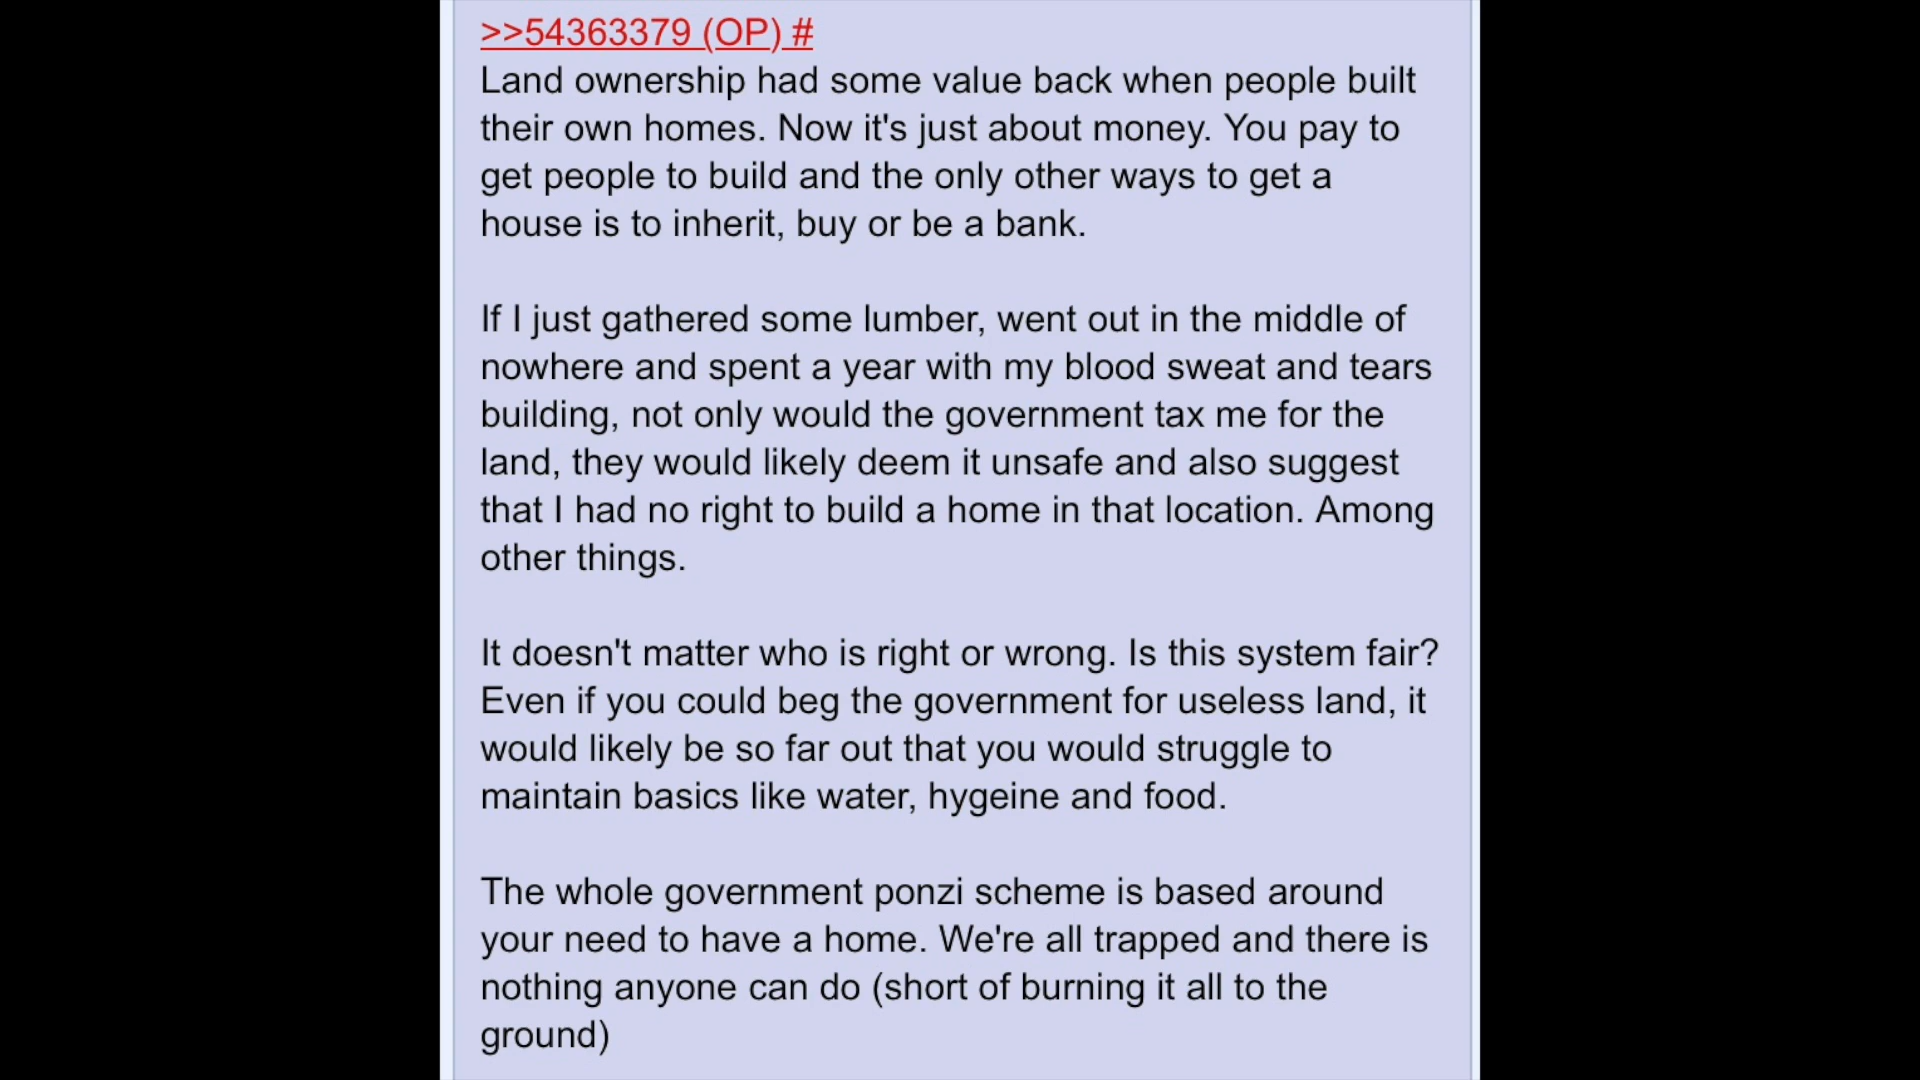 >>54363379 (OP) #
Land ownership had some value back when people built
their own homes. Now it's just about money. You pay to
get people to build and the only other ways to get a
house is to inherit, buy or be a bank.
If I just gathered some lumber, went out in the middle of
nowhere and spent a year with my blood sweat and tears
building, not only would the government tax me for the
land, they would likely deem it unsafe and also suggest
that I had no right to build a home in that location. Among
other things.
It doesn't matter who is right or wrong. Is this system fair?
Even if you could beg the government for useless land, it
would likely be so far out that you would struggle to
maintain basics like water, hygeine and food.
The whole government ponzi scheme is based around
your need to have a home. We're all trapped and there is
nothing anyone can do (short of burning it all to the
ground)